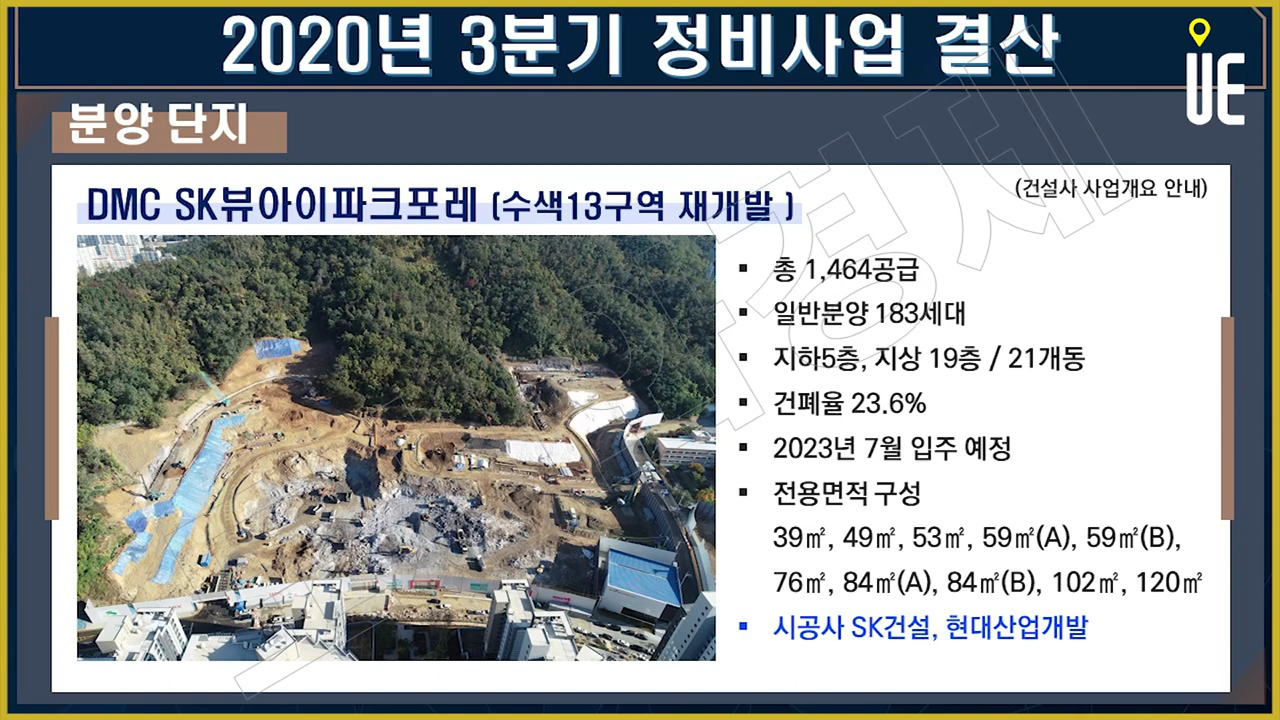 2020년 3분기 정비사업 결산
UE
분양 단지
DMC SK뷰아이파크포레 (수색13구역 재개발 )
(건설사 사업개요 안내)
▪ 총 1,464공급
▪ 일반분양 183세대
▪ 지하5층, 지상 19층 / 21개동
▪ 건폐율 23.6%
▪ 2023년 7월 입주 예정
▪ 전용면적 구성
39㎡, 49㎡, 53㎡, 59㎡(A), 59㎡(B),
76㎡, 84㎡(A), 84㎡(B), 102㎡, 120㎡
▪ 시공사 SK건설, 현대산업개발